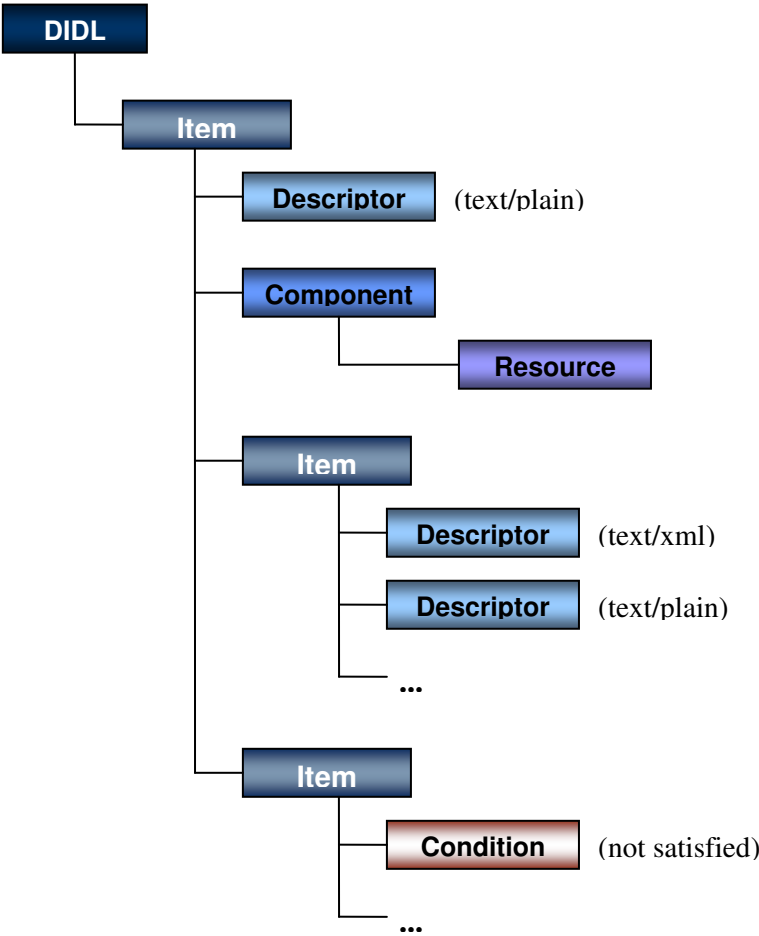 DIDL
Item
Descriptor (text/plain)
Component
Resource
Item
Descriptor (text/xml)
Descriptor (text/plain)
...
Item
Condition (not satisfied)
...